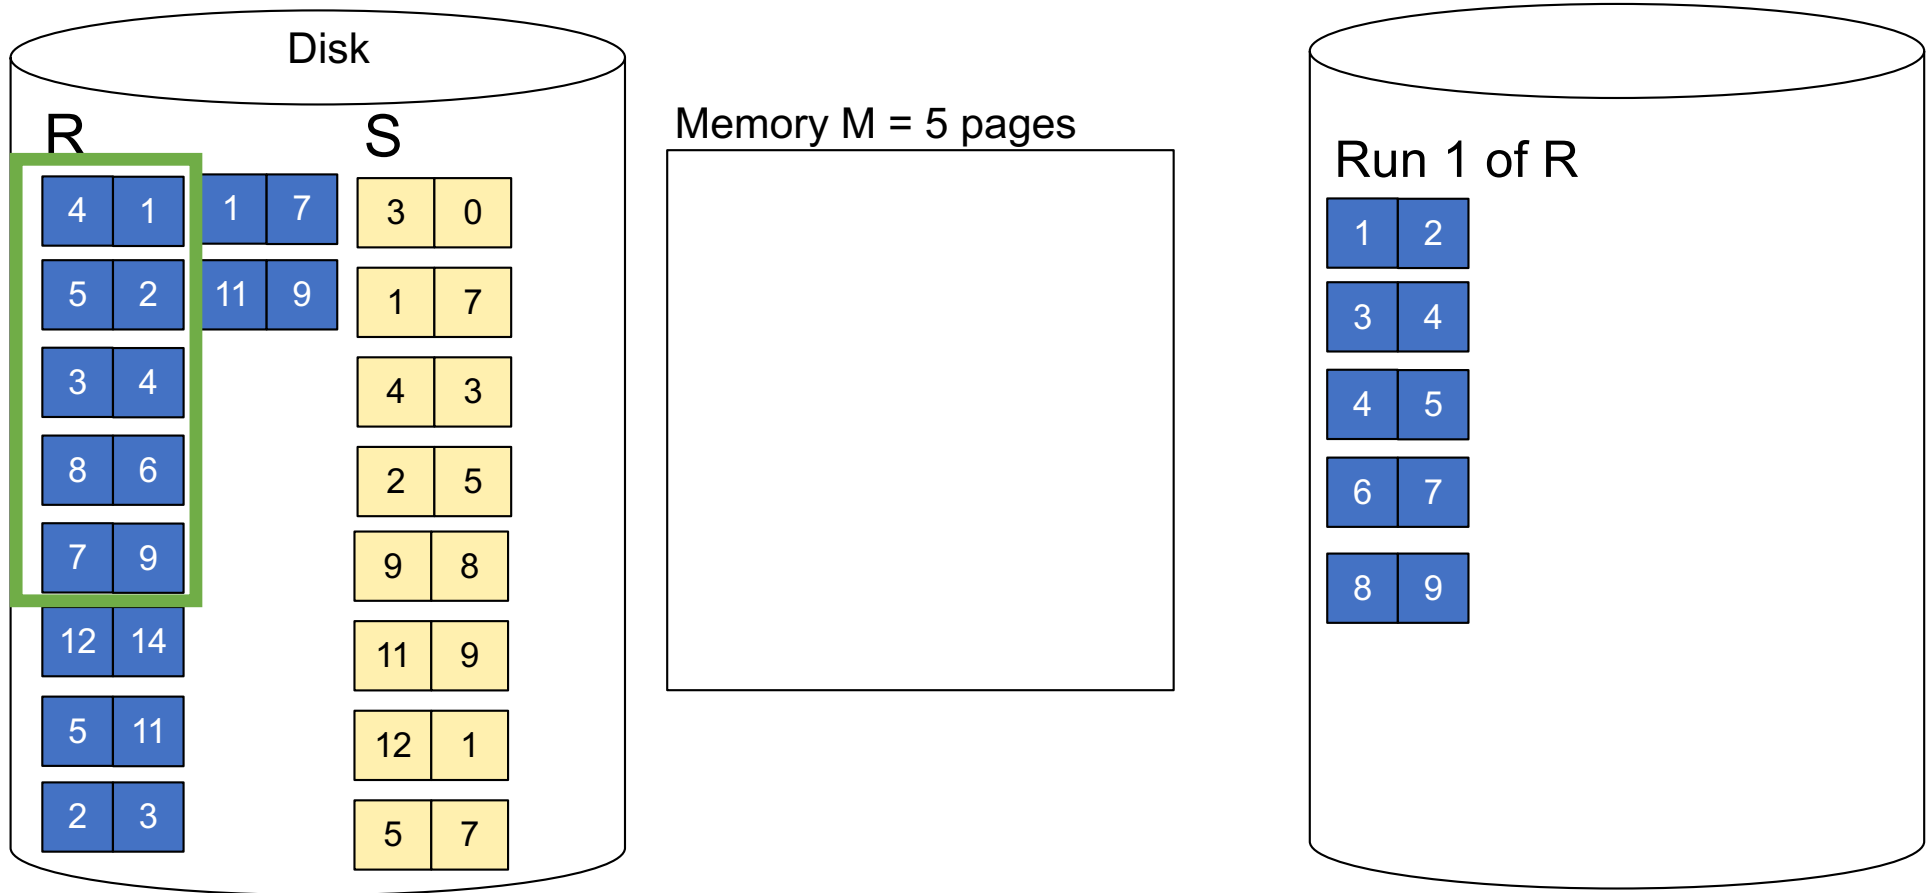 Disk
R S
4 1 1 7 3 0
5 2 11 9 1 7
3 4 4 3
8 6 2 5
7 9 9 8
12 14 11 9
5 11 12 1
2 3 5 7
Memory M = 5 pages
Run 1 of R
1 2
3 4
4 5
6 7
8 9